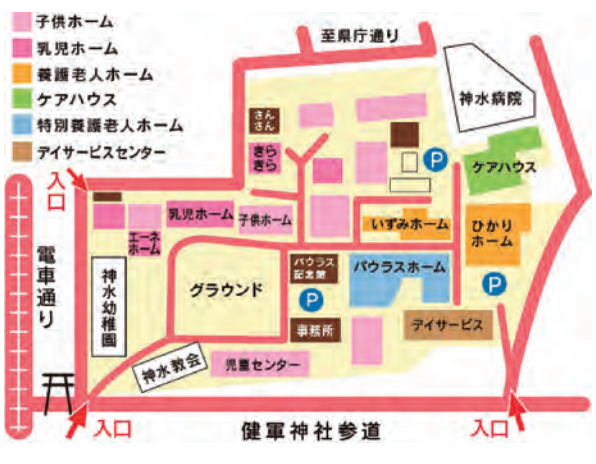 子供ホーム
乳児ホーム
養護老人ホーム
ケアハウス
特別養護老人ホーム
デイサービスセンター
至県庁通り
神水病院
さん
さん
きら
きら
P
ケアハウス
入口
乳児ホーム
子供ホーム
いずみホーム
ひかり
ホーム
エーネ
ホーム
電車通り
神水幼稚園
グラウンド
パウラス
記念館
パウラスホーム
P
P
事務所
デイサービス
神水教会
児童センター
入口
健軍神社参道
入口